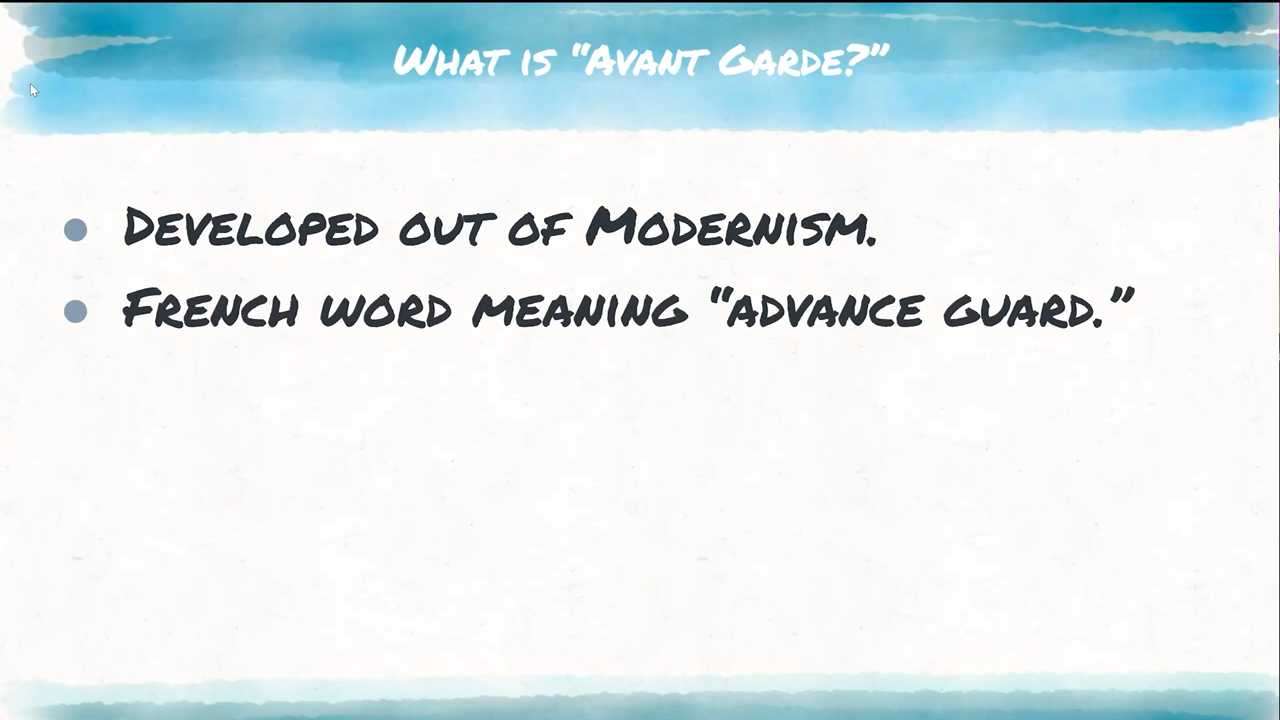 What is “Avant Garde?”
Developed out of Modernism.
French word meaning “advance guard.”